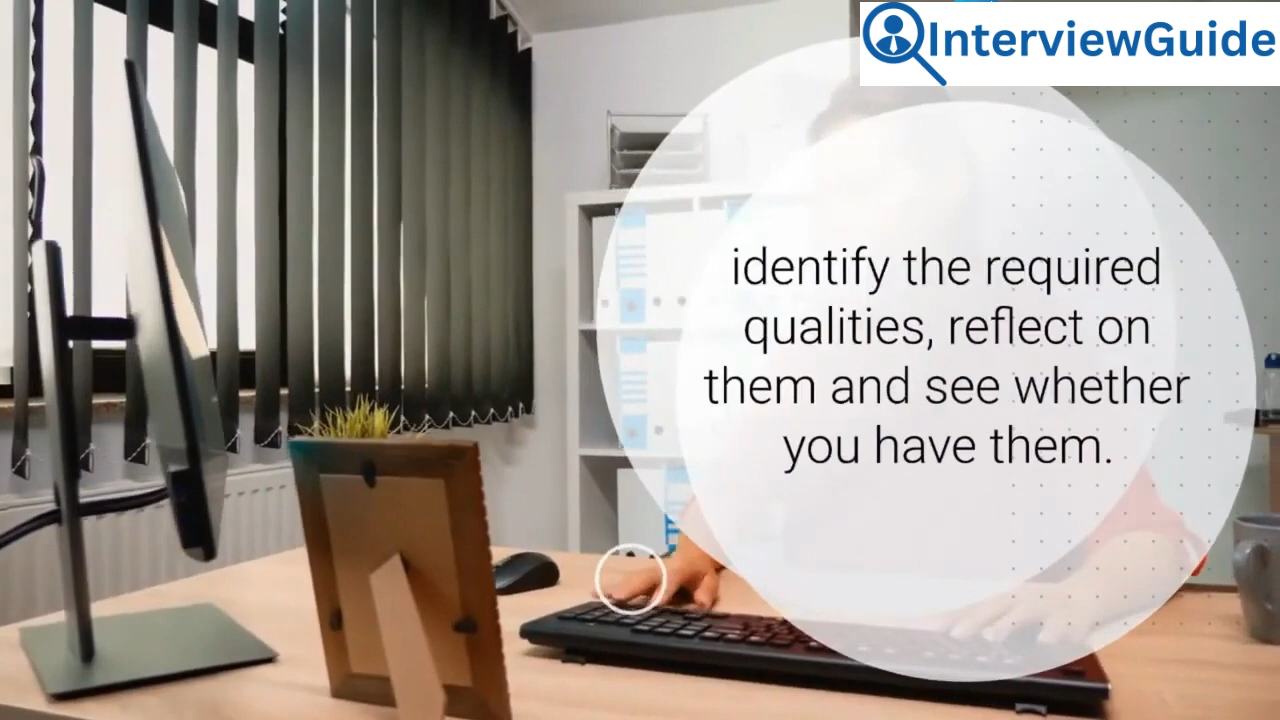 InterviewGuide
identify the required
qualities, reflect on
them and see whether
you have them.